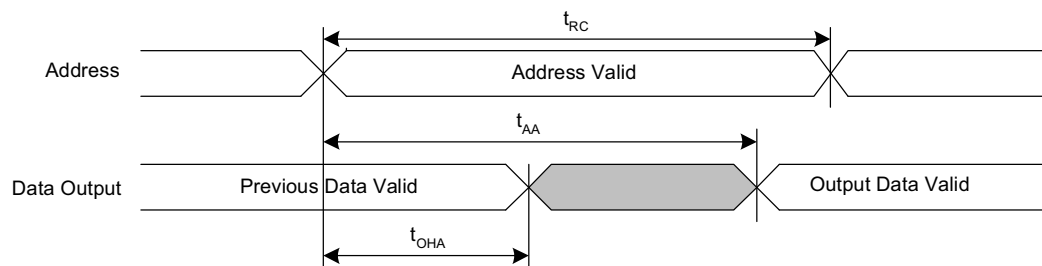 tRC
Address
Address Valid
tAA
Data Output
Previous Data Valid
Output Data Valid
tOHA